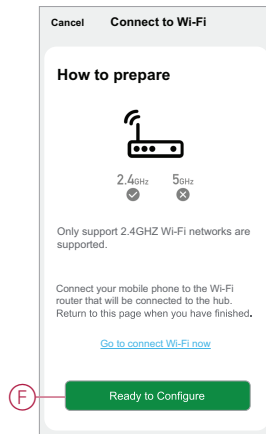 Cancel Connect to Wi-Fi
How to prepare
2.4GHz 5GHz
Only support 2.4GHZ Wi-Fi networks are
supported.
Connect your mobile phone to the Wi-Fi
router that will be connected to the hub.
Return to this page when you have finished.
Go to connect Wi-Fi now
F Ready to Configure